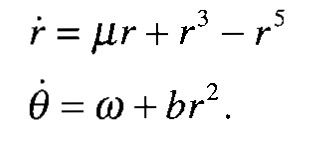 ṙ = μr + r³ − r⁵
θ̇ = ω + br².